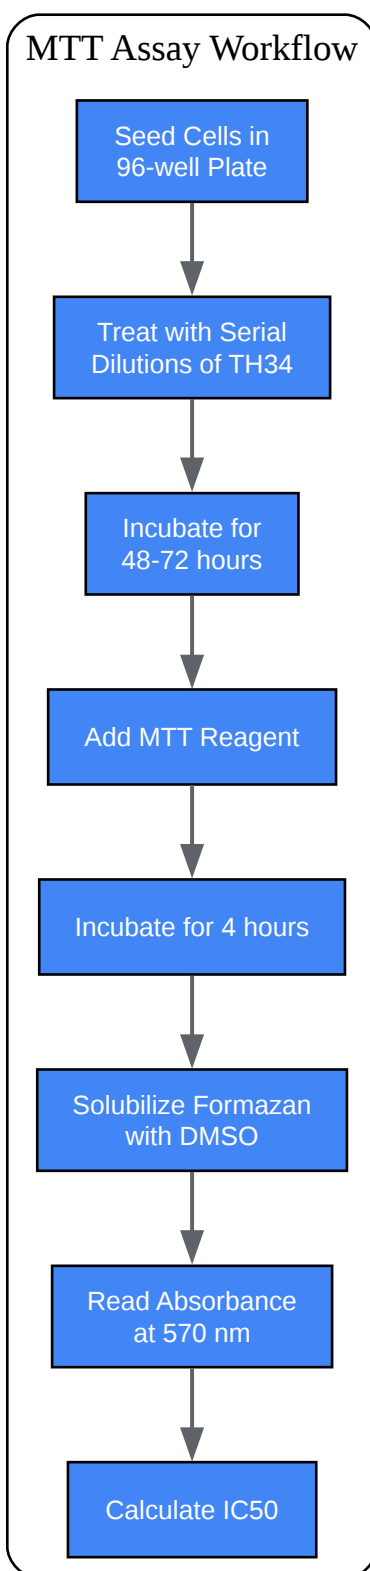 MTT Assay Workflow
Seed Cells in
96-well Plate
Treat with Serial
Dilutions of TH34
Incubate for
48-72 hours
Add MTT Reagent
Incubate for 4 hours
Solubilize Formazan
with DMSO
Read Absorbance
at 570 nm
Calculate IC50